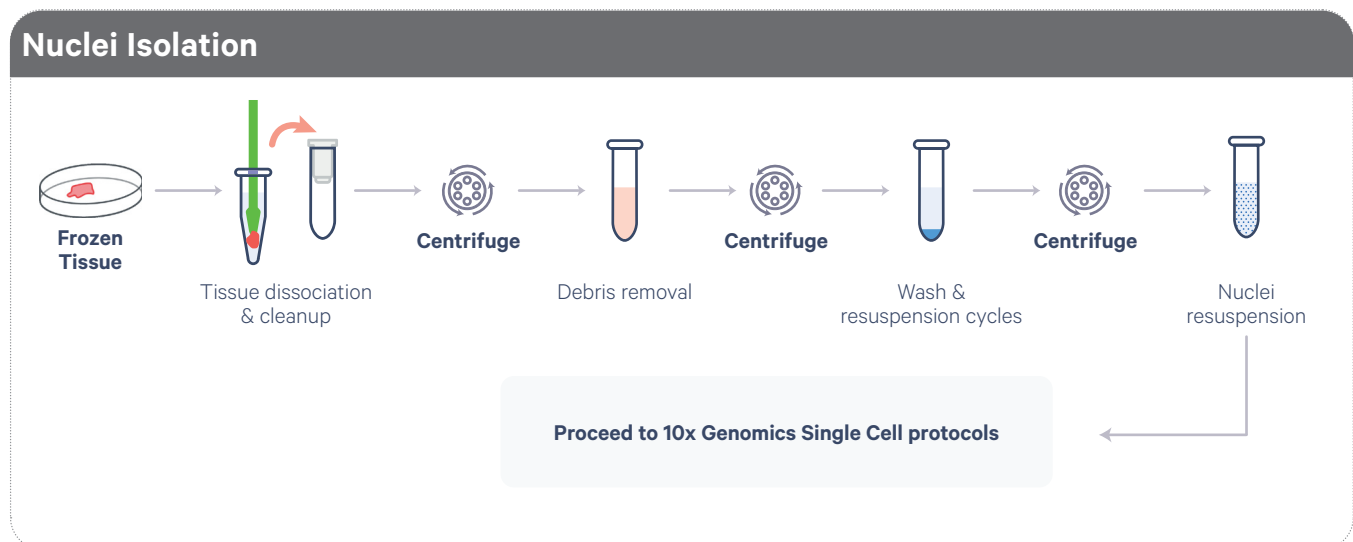 Nuclei Isolation
Frozen
Tissue
Centrifuge
Centrifuge
Centrifuge
Tissue dissociation
& cleanup
Debris removal
Wash &
resuspension cycles
Nuclei
resuspension
Proceed to 10x Genomics Single Cell protocols